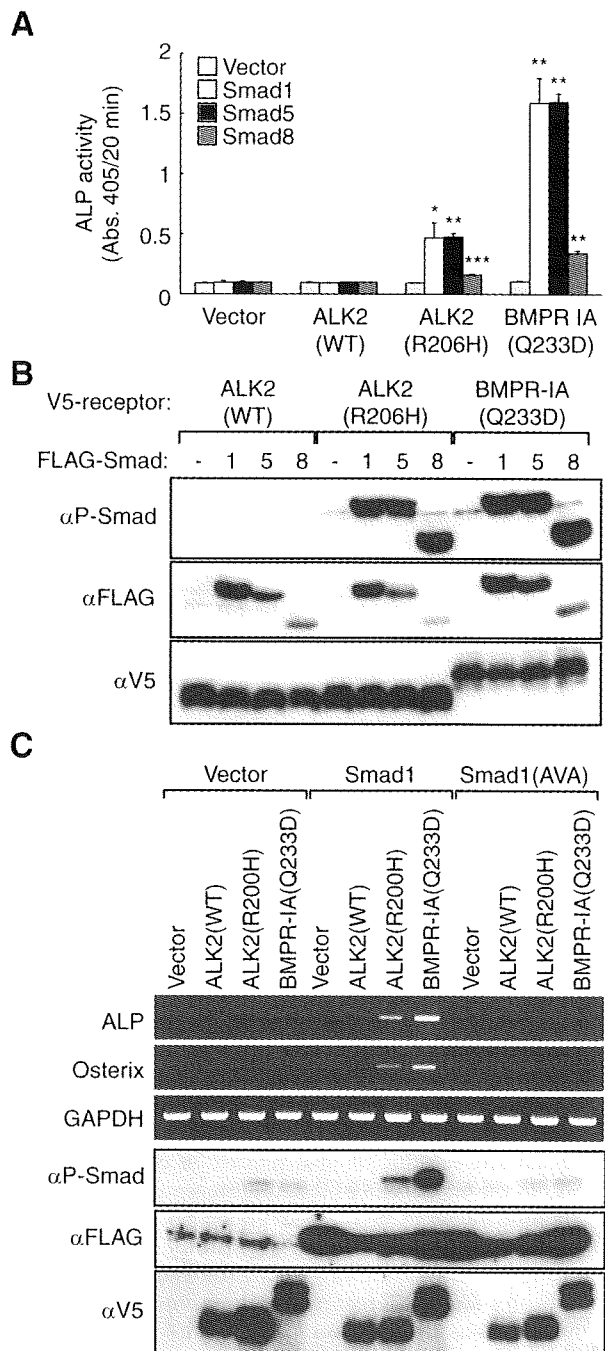 A
ALP activity
(Abs. 405/20 min)
2
1.5
1
0.5
0
Vector
Smad1
Smad5
Smad8
* ** ***
** ** **
Vector
ALK2
(WT)
ALK2
(R206H)
BMPR IA
(Q233D)
B
V5-receptor:
ALK2
(WT)
ALK2
(R206H)
BMPR-IA
(Q233D)
FLAG-Smad: - 1 5 8 - 1 5 8 - 1 5 8
αP-Smad
αFLAG
αV5
C
Vector Smad1 Smad1(AVA)
Vector
ALK2(WT)
ALK2(R200H)
BMPR-IA(Q233D)
Vector
ALK2(WT)
ALK2(R200H)
BMPR-IA(Q233D)
Vector
ALK2(WT)
ALK2(R200H)
BMPR-IA(Q233D)
ALP
Osterix
GAPDH
αP-Smad
αFLAG
αV5